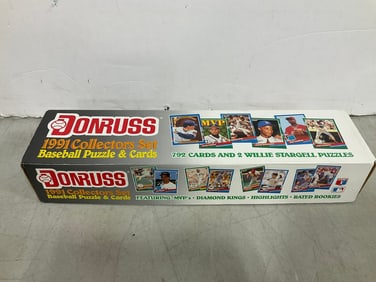 DONRUSS
1991 Collectors Set
Baseball Puzzle & Cards
MVP
792 CARDS AND 2 WILLIE STARGELL PUZZLES
DONRUSS
1991 Collectors Set
Baseball Puzzle & Cards
FEATURING: MVP's • DIAMOND KINGS • HIGHLIGHTS • RATED ROOKIES